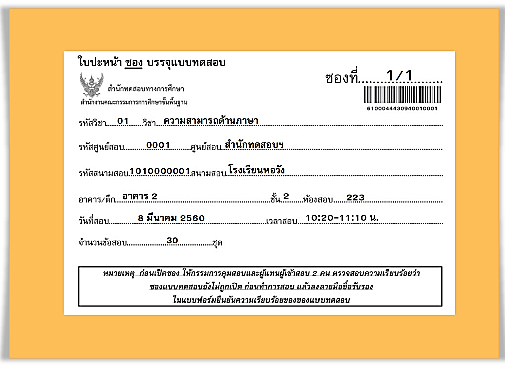 ใบปะหน้า ซอง บรรจุแบบทดสอบ
สำนักทดสอบทางการศึกษา
สำนักงานคณะกรรมการการศึกษาขั้นพื้นฐาน
ซองที่ 1/1
รหัสวิชา 01 วิชา ความสามารถด้านภาษา
รหัสศูนย์สอบ 0001 ศูนย์สอบ สำนักทดสอบฯ
รหัสสนามสอบ 1010000001 สนามสอบ โรงเรียนหอวัง
อาคาร/ตึก อาคาร 2 ชั้น 2 ห้องสอบ 223
วันที่สอบ 8 มีนาคม 2560 เวลาสอบ 10:20-11:10 น.
จำนวนข้อสอบ 30 ชุด
หมายเหตุ ก่อนเปิดซอง ให้กรรมการคุมสอบและผู้แทนผู้เข้าสอบ 2 คน ตรวจสอบความเรียบร้อยว่า
ซองแบบทดสอบยังไม่ถูกเปิด ก่อนทำการสอบ แล้วลงลายมือชื่อรับรอง
ในแบบฟอร์มยืนยันความเรียบร้อยของซองแบบทดสอบ